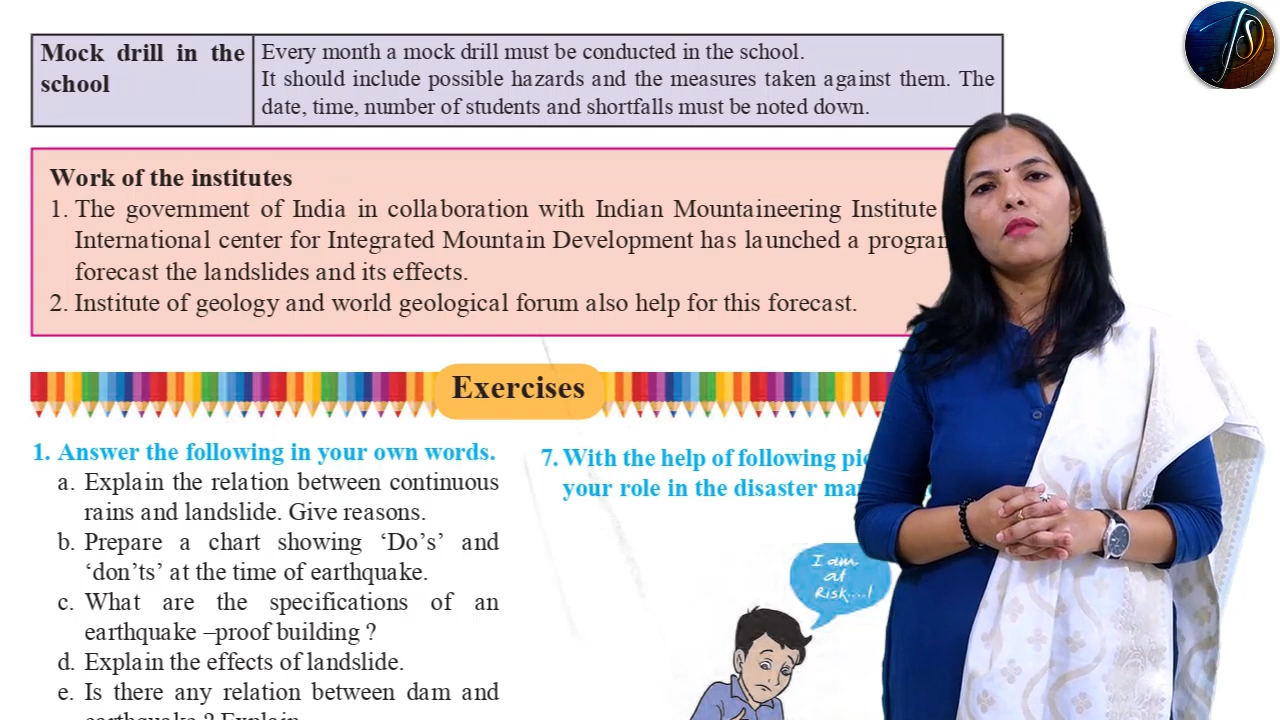 Mock drill in the
school
Every month a mock drill must be conducted in the school.
It should include possible hazards and the measures taken against them. The
date, time, number of students and shortfalls must be noted down.
Work of the institutes
1. The government of India in collaboration with Indian Mountaineering Institute
International center for Integrated Mountain Development has launched a
forecast the landslides and its effects.
2. Institute of geology and world geological forum also help for this forecast.
Exercises
1. Answer the following in your own words.
a. Explain the relation between continuous
rains and landslide. Give reasons.
b. Prepare a chart showing ‘Do’s’ and
‘don’ts’ at the time of earthquake.
c. What are the specifications of an
earthquake –proof building ?
d. Explain the effects of landslide.
e. Is there any relation between dam and
earthquake ? Explain
7. With the help of following
your role in the disaster
I am
at
Risk.....!